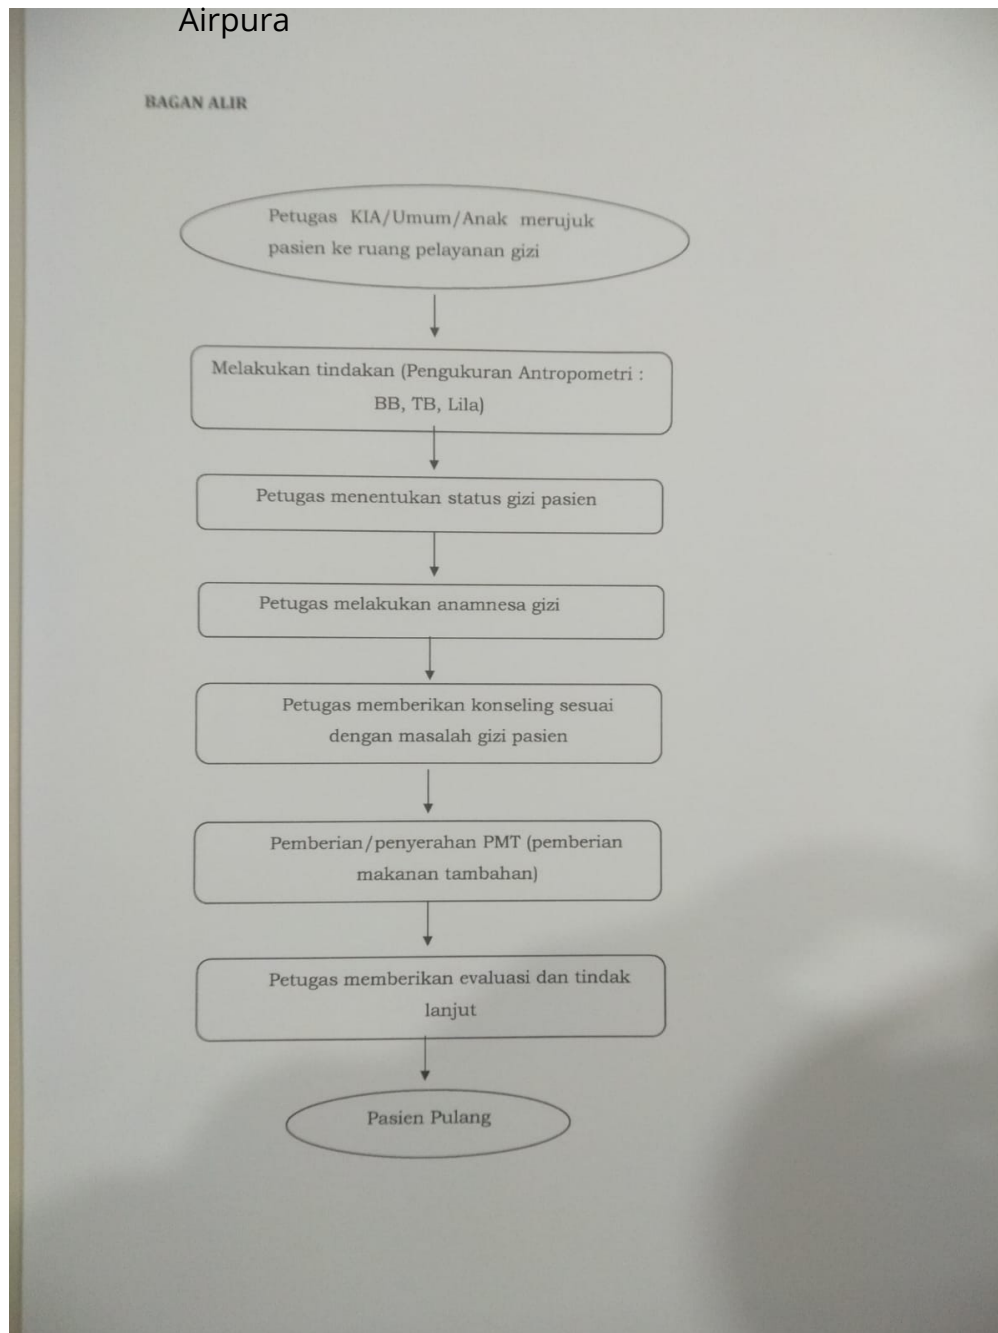 Airpura
BAGAN ALIR
Petugas KIA/Umum/Anak merujuk
pasien ke ruang pelayanan gizi
Melakukan tindakan (Pengukuran Antropometri :
BB, TB, Lila)
Petugas menentukan status gizi pasien
Petugas melakukan anamnesa gizi
Petugas memberikan konseling sesuai
dengan masalah gizi pasien
Pemberian/penyerahan PMT (pemberian
makanan tambahan)
Petugas memberikan evaluasi dan tindak
lanjut
Pasien Pulang